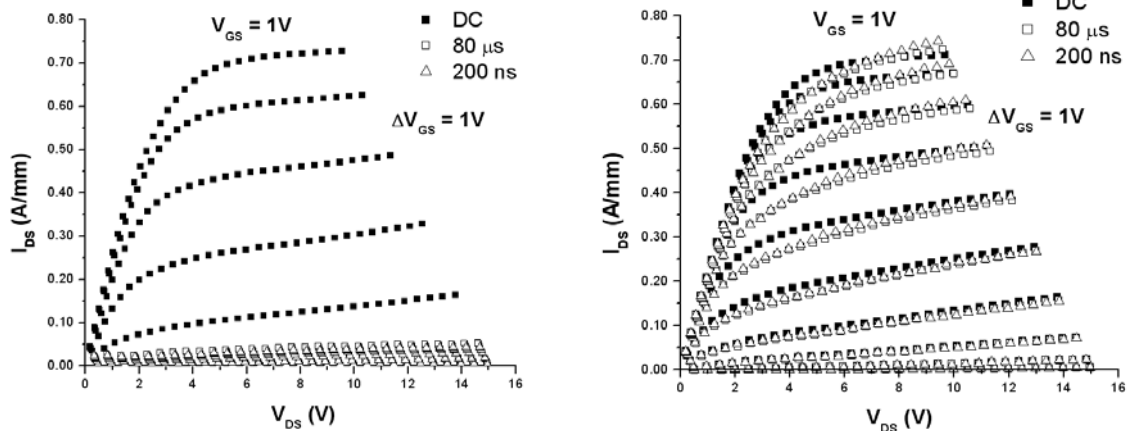 V_GS = 1V
DC
80 μs
200 ns
ΔV_GS = 1V
0.80
0.70
0.60
0.50
0.40
0.30
0.20
0.10
0.00
I_DS (A/mm)
0 2 4 6 8 10 12 14 16
V_DS (V)
V_GS = 1V
DC
80 μs
200 ns
ΔV_GS = 1V
0.80
0.70
0.60
0.50
0.40
0.30
0.20
0.10
0.00
I_DS (A/mm)
0 2 4 6 8 10 12 14 16
V_DS (V)